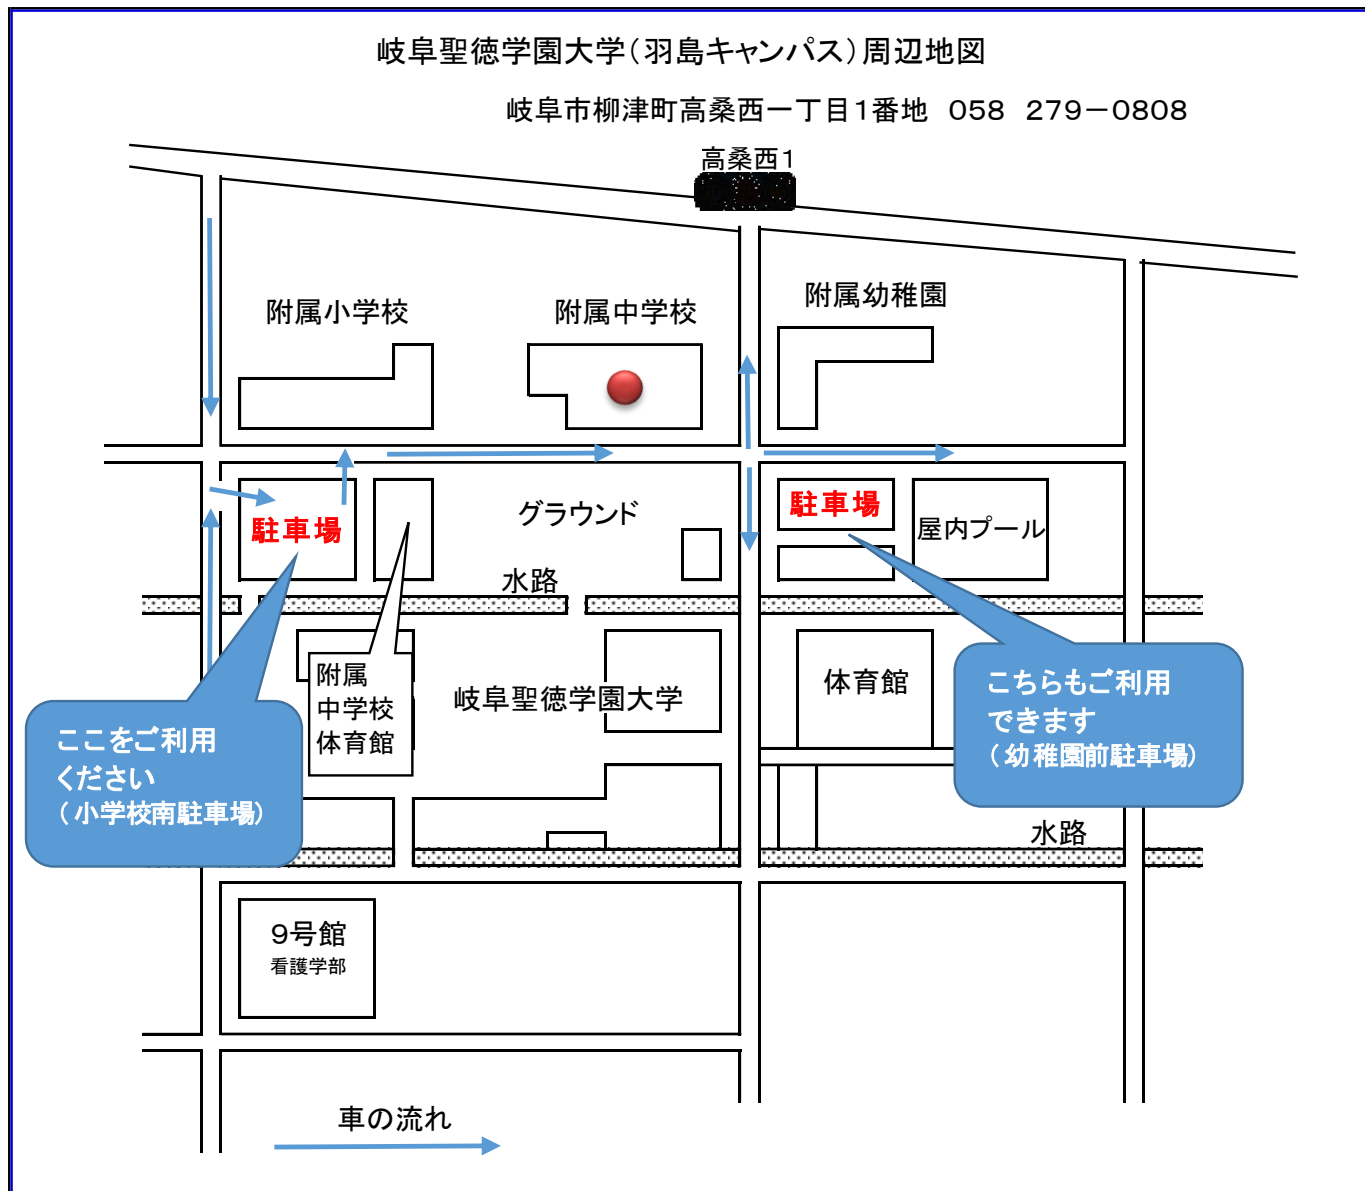 岐阜聖徳学園大学（羽島キャンパス）周辺地図
岐阜市柳津町高桑西一丁目1番地　058　279－0808
高桑西１
附属小学校
附属中学校
附属幼稚園
駐車場
グラウンド
駐車場
屋内プール
水路
附属
中学校
体育館
岐阜聖徳学園大学
体育館
こちらもご利用
できます
（幼稚園前駐車場）
ここをご利用
ください
（小学校南駐車場）
水路
９号館
看護学部
車の流れ